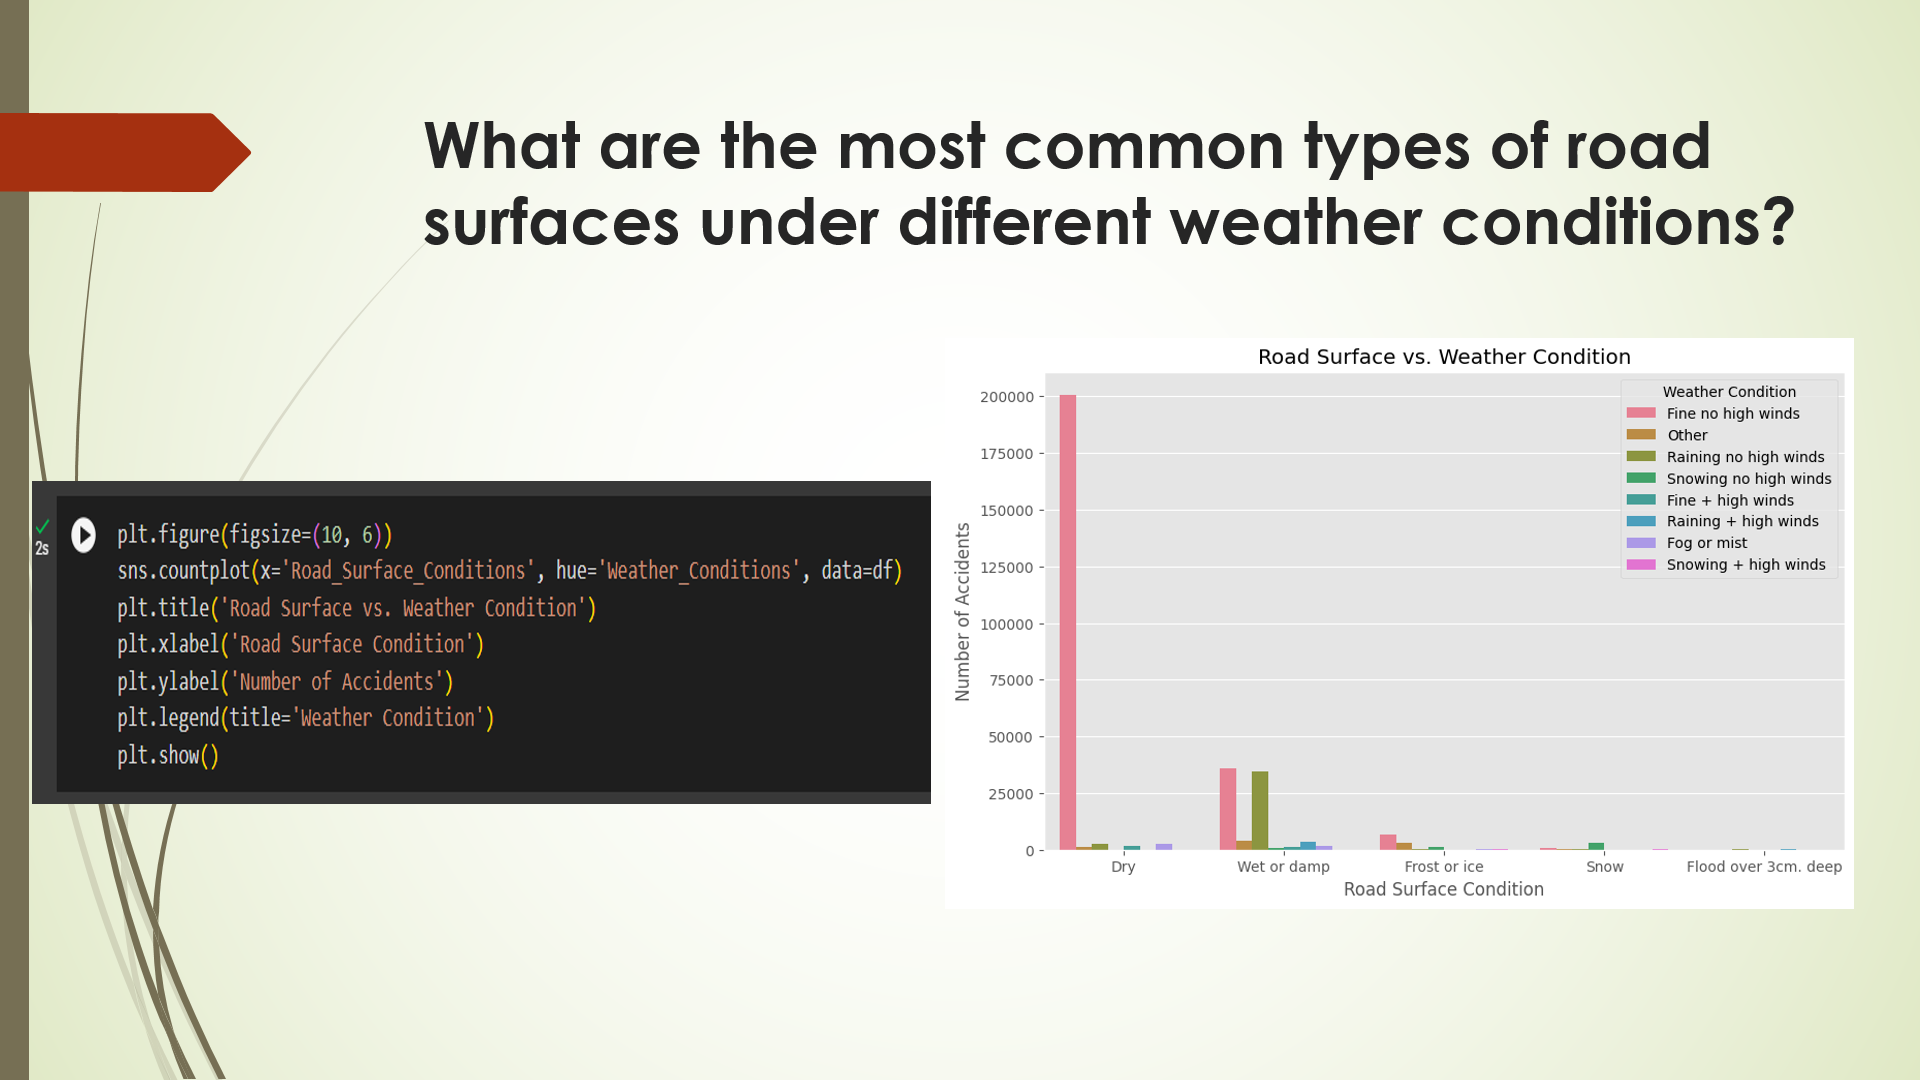 What are the most common types of road
surfaces under different weather conditions?
2s
plt.figure(figsize=(10, 6))
sns.countplot(x='Road_Surface_Conditions', hue='Weather_Conditions', data=df)
plt.title('Road Surface vs. Weather Condition')
plt.xlabel('Road Surface Condition')
plt.ylabel('Number of Accidents')
plt.legend(title='Weather Condition')
plt.show()
Road Surface vs. Weather Condition
Number of Accidents
200000
175000
150000
125000
100000
75000
50000
25000
0
Weather Condition
Fine no high winds
Other
Raining no high winds
Snowing no high winds
Fine + high winds
Raining + high winds
Fog or mist
Snowing + high winds
Dry
Wet or damp
Frost or ice
Snow
Flood over 3cm. deep
Road Surface Condition